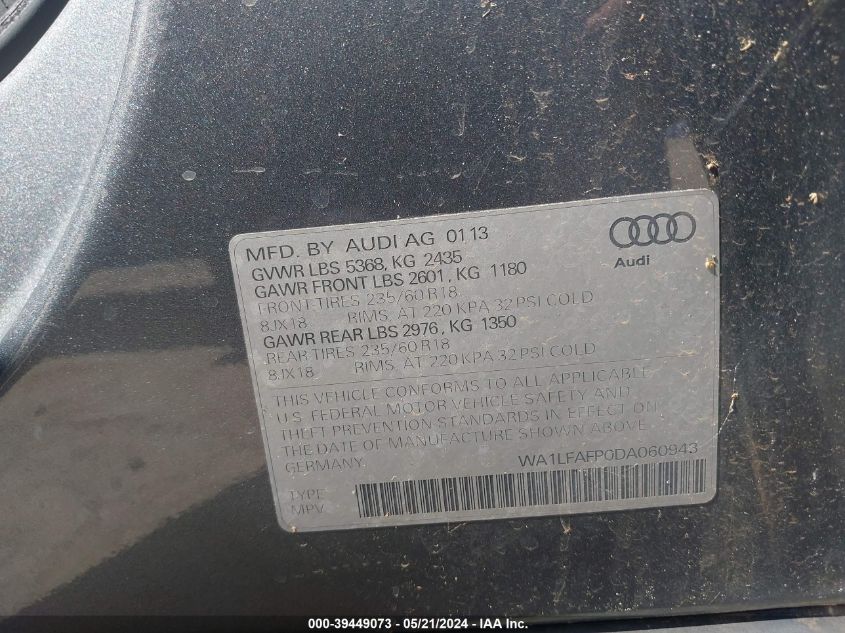 MFD. BY AUDI AG 01.13
GVWR LBS 5368, KG 2435
GAWR FRONT LBS 2601, KG 1180
FRONT TIRES 235/60 R18
8JX18 RIMS, AT 220 KPA 32 PSI COLD
GAWR REAR LBS 2976, KG 1350
REAR TIRES 235/60 R18
8JX18 RIMS, AT 220 KPA 32 PSI COLD
Audi
THIS VEHICLE CONFORMS TO ALL APPLICABLE
U.S. FEDERAL MOTOR VEHICLE SAFETY AND
THEFT PREVENTION STANDARDS IN EFFECT ON
THE DATE OF MANUFACTURE SHOWN ABOVE.
GERMANY. WA1LFAFP0DA060943
TYPE
MPV
000-39449073 - 05/21/2024 - IAA Inc.